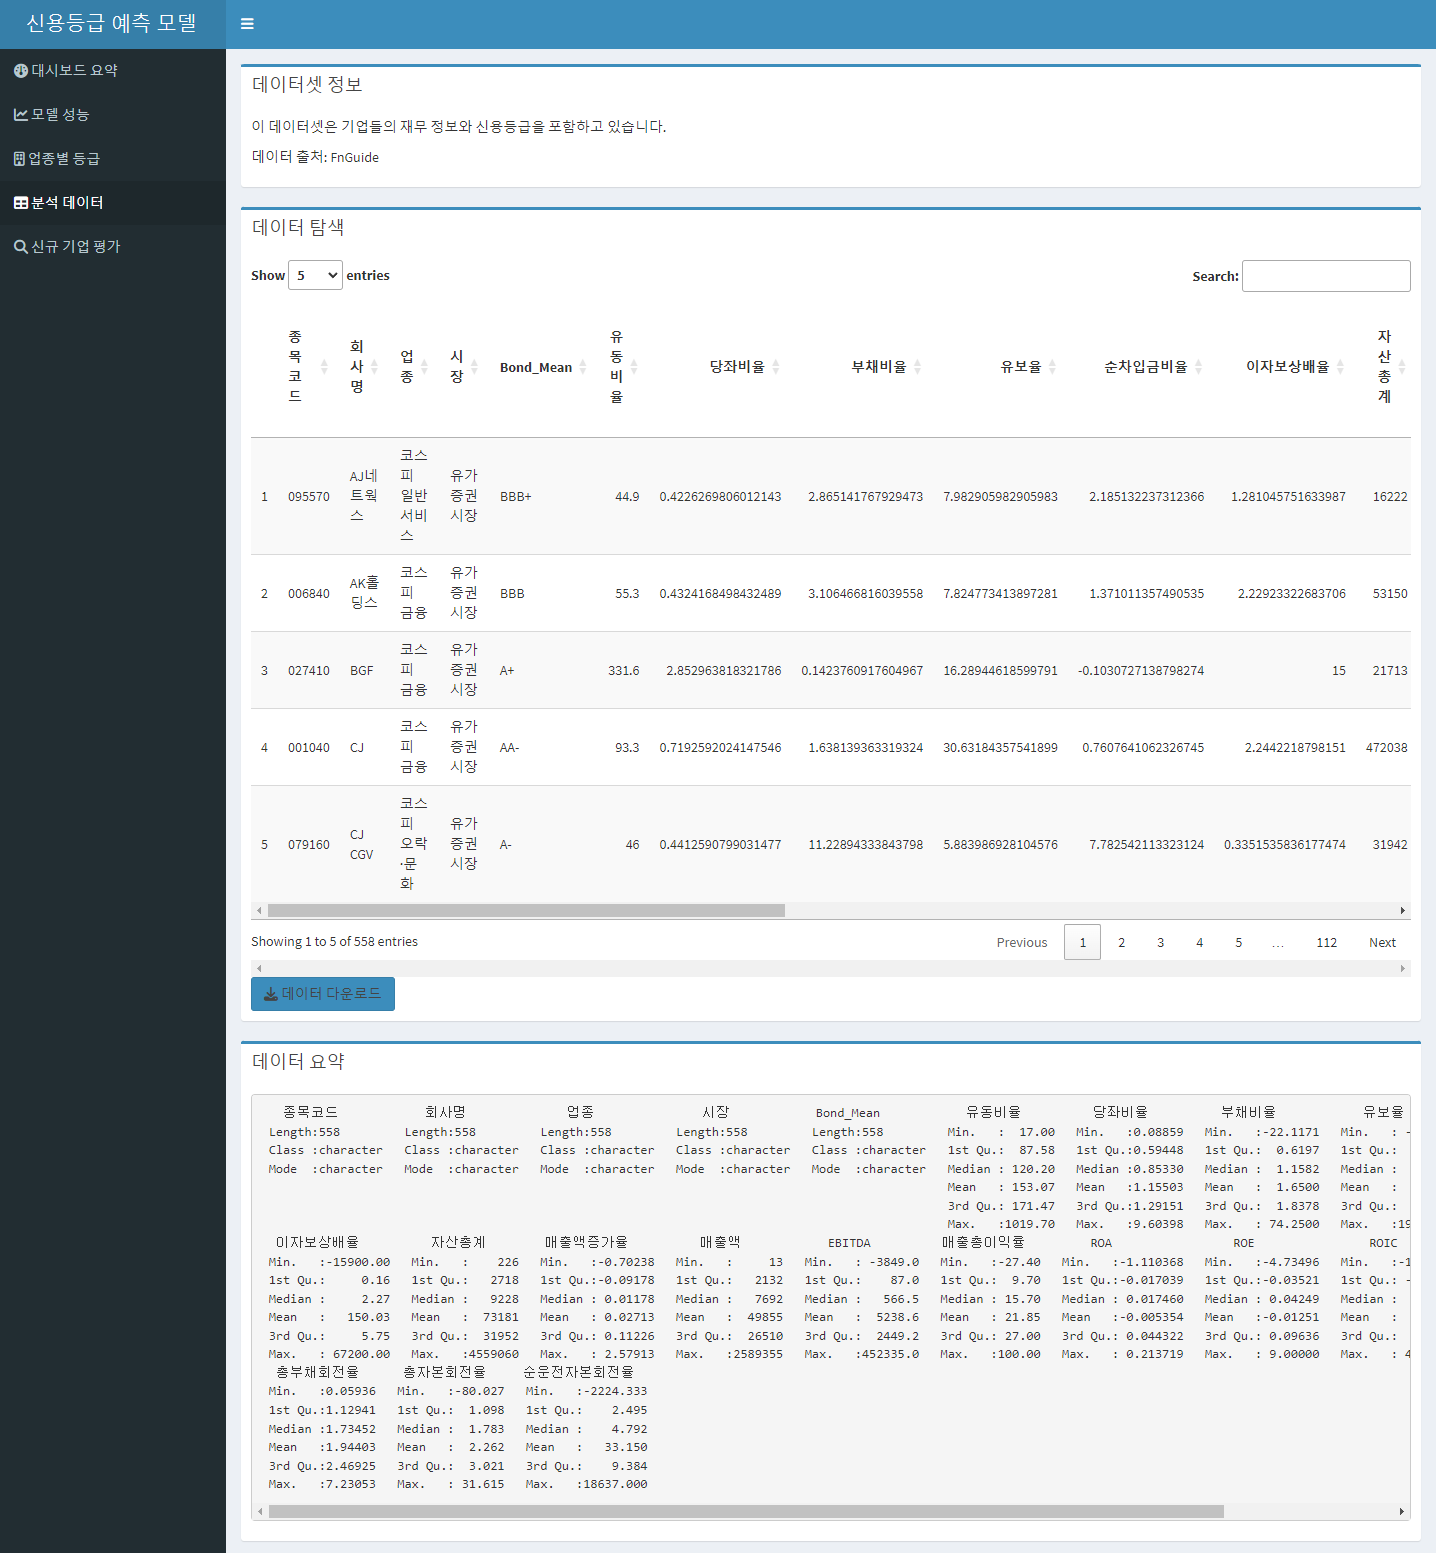 신용등급 예측 모델
대시보드 요약
모델 성능
업종별 등급
분석 데이터
신규 기업 평가
데이터셋 정보
이 데이터셋은 기업들의 재무 정보와 신용등급을 포함하고 있습니다.
데이터 출처: FnGuide
데이터 탐색
Show 5 entries Search:
종목코드 회사명 업종 시장 Bond_Mean 유동비율 당좌비율 부채비율 유보율 순차입금비율 이자보상배율 자산총계
1 095570 AJ네트웍스 코스피 일반서비스 유가증권시장 BBB+ 44.9 0.4226269806012143 2.865141767929473 7.982905982905983 2.185132237312366 1.281045751633987 16222
2 006840 AK홀딩스 코스피 금융 유가증권시장 BBB 55.3 0.4324168498432489 3.106466816039558 7.824773413897281 1.371011357490535 2.22923322683706 53150
3 027410 BGF 코스피 금융 유가증권시장 A+ 331.6 2.852963818321786 0.1423760917604967 16.28944618599791 -0.1030727138798274 15 21713
4 001040 CJ 코스피 금융 유가증권시장 AA- 93.3 0.7192592024147546 1.638139363319324 30.63184357541899 0.7607641062326745 2.2442218798151 472038
5 079160 CJ CGV 코스피 오락·문화 유가증권시장 A- 46 0.4412590799031477 11.22894333843798 5.883986928104576 7.782542113323124 0.3351535836177474 31942
Showing 1 to 5 of 558 entries Previous 1 2 3 4 5 … 112 Next
데이터 다운로드
데이터 요약
종목코드 회사명 업종 시장 Bond_Mean 유동비율 당좌비율 부채비율 유보율
Length:558 Length:558 Length:558 Length:558 Length:558 Min. : 17.00 Min. :0.08859 Min. :-22.1171 Min. : -
Class :character Class :character Class :character Class :character Class :character 1st Qu.: 87.58 1st Qu.:0.59448 1st Qu.: 0.6197 1st Qu.:
Mode :character Mode :character Mode :character Mode :character Mode :character Median : 120.20 Median :0.85330 Median : 1.1582 Median :
Mean : 153.07 Mean :1.15503 Mean : 1.6500 Mean :
3rd Qu.: 171.47 3rd Qu.:1.29151 3rd Qu.: 1.8378 3rd Qu.:
Max. :1019.70 Max. :9.60398 Max. : 74.2500 Max. :19
이자보상배율 자산총계 매출액증가율 매출액 EBITDA 매출총이익률 ROA ROE ROIC
Min. :-15900.00 Min. : 226 Min. :-0.70238 Min. : 13 Min. : -3849.0 Min. :-27.40 Min. :-1.110368 Min. :-4.73496 Min. :-1
1st Qu.: 0.16 1st Qu.: 2718 1st Qu.:-0.09178 1st Qu.: 2132 1st Qu.: 87.0 1st Qu.: 9.70 1st Qu.:-0.017039 1st Qu.:-0.03521 1st Qu.: -
Median : 2.27 Median : 9228 Median : 0.01178 Median : 7692 Median : 566.5 Median : 15.70 Median : 0.017460 Median : 0.04249 Median :
Mean : 150.03 Mean : 73181 Mean : 0.02713 Mean : 49855 Mean : 5238.6 Mean : 21.85 Mean :-0.005354 Mean :-0.01251 Mean :
3rd Qu.: 5.75 3rd Qu.: 31952 3rd Qu.: 0.11226 3rd Qu.: 26510 3rd Qu.: 2449.2 3rd Qu.: 27.00 3rd Qu.: 0.044322 3rd Qu.: 0.09636 3rd Qu.:
Max. : 67200.00 Max. :4559060 Max. : 2.57913 Max. :2589355 Max. :452335.0 Max. :100.00 Max. : 0.213719 Max. : 9.00000 Max. : 4
총부채회전율 총자본회전율 순운전자본회전율
Min. :0.05936 Min. :-80.027 Min. :-2224.333
1st Qu.:1.12941 1st Qu.: 1.098 1st Qu.: 2.495
Median :1.73452 Median : 1.783 Median : 4.792
Mean :1.94403 Mean : 2.262 Mean : 33.150
3rd Qu.:2.46925 3rd Qu.: 3.021 3rd Qu.: 9.384
Max. :7.23053 Max. : 31.615 Max. :18637.000